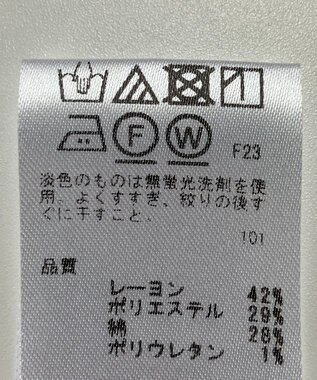 F W F23
淡色のものは無蛍光洗剤を使
用、よくすすぎ、絞りの後す
ぐに干すこと。
101
品質
レーヨン 42%
ポリエステル 29%
綿 28%
ポリウレタン 1%